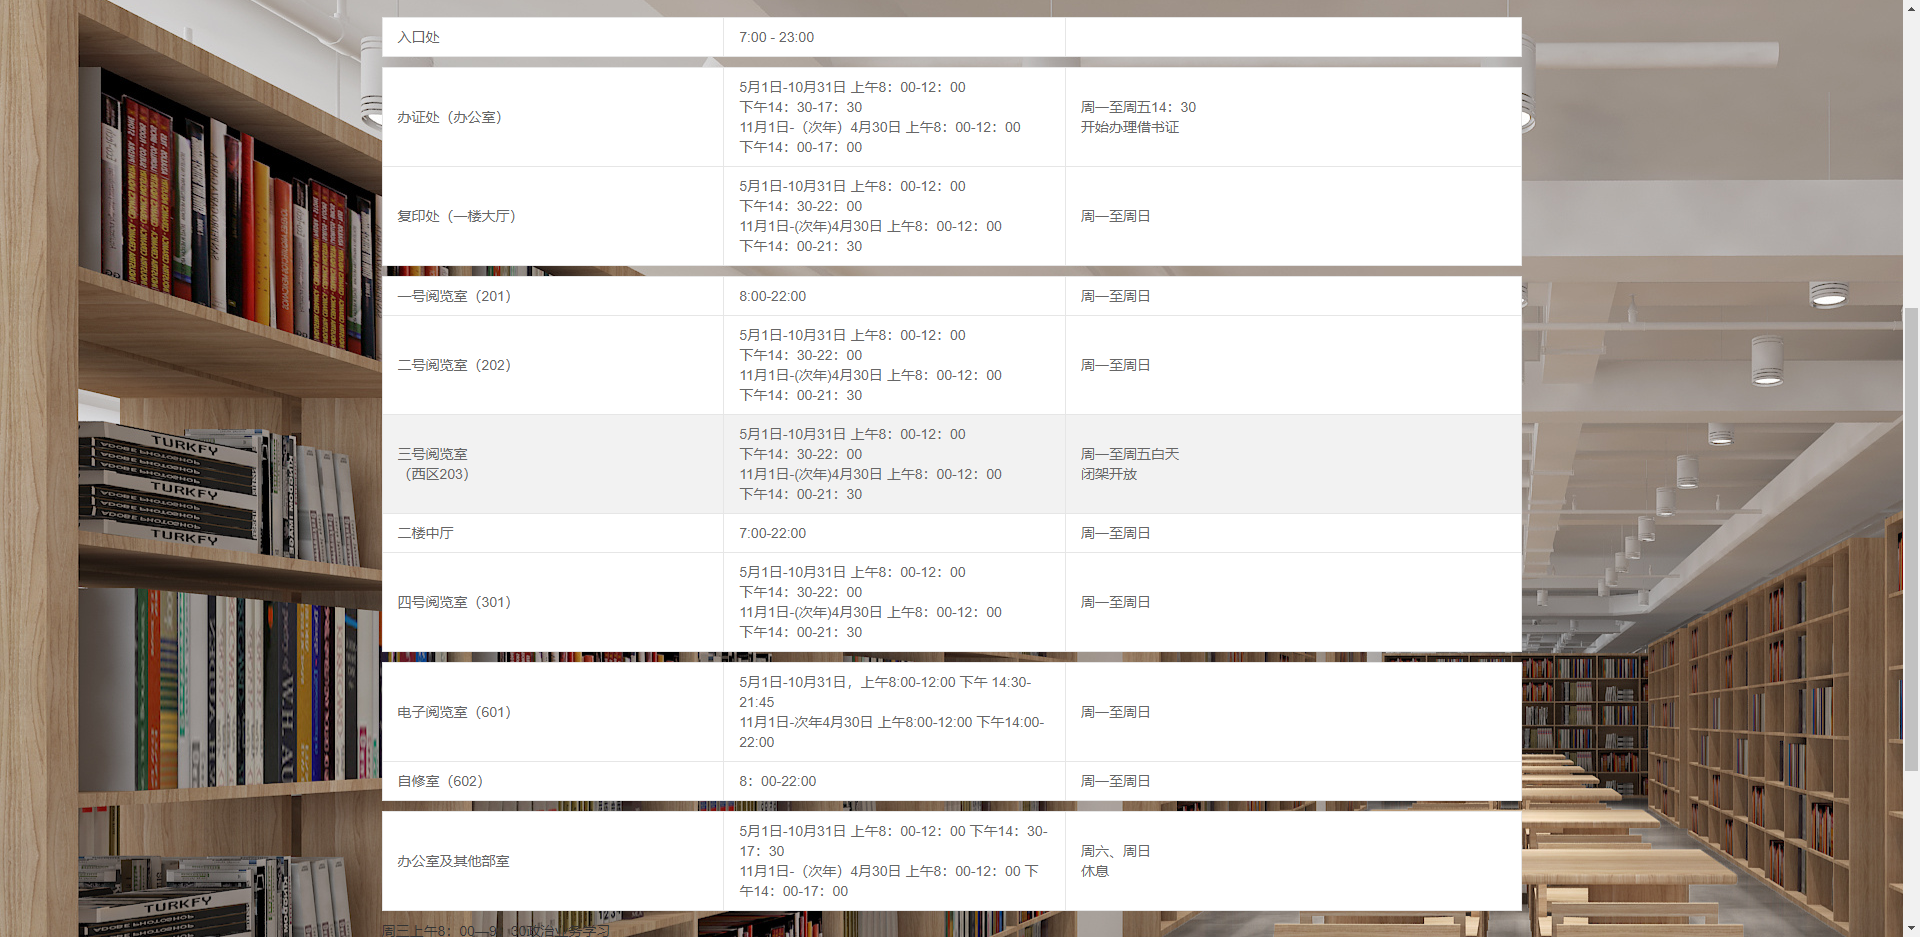 入口处
7:00 - 23:00
办证处（办公室）
5月1日-10月31日 上午8：00-12：00
下午14：30-17：30
11月1日-（次年）4月30日 上午8：00-12：00
下午14：00-17：00
周一至周五14：30
开始办理借书证
复印处（一楼大厅）
5月1日-10月31日 上午8：00-12：00
下午14：30-22：00
11月1日-(次年)4月30日 上午8：00-12：00
下午14：00-21：30
周一至周日
一号阅览室（201）
8:00-22:00
周一至周日
二号阅览室（202）
5月1日-10月31日 上午8：00-12：00
下午14：30-22：00
11月1日-(次年)4月30日 上午8：00-12：00
下午14：00-21：30
周一至周日
三号阅览室
（西区203）
5月1日-10月31日 上午8：00-12：00
下午14：30-22：00
11月1日-(次年)4月30日 上午8：00-12：00
下午14：00-21：30
周一至周五白天
闭架开放
二楼中厅
7:00-22:00
周一至周日
四号阅览室（301）
5月1日-10月31日 上午8：00-12：00
下午14：30-22：00
11月1日-(次年)4月30日 上午8：00-12：00
下午14：00-21：30
周一至周日
电子阅览室（601）
5月1日-10月31日，上午8:00-12:00 下午 14:30-
21:45
11月1日-次年4月30日 上午8:00-12:00 下午14:00-
22:00
周一至周日
自修室（602）
8：00-22:00
周一至周日
办公室及其他部室
5月1日-10月31日 上午8：00-12：00 下午14：30-
17：30
11月1日-（次年）4月30日 上午8：00-12：00 下
午14：00-17：00
周六、周日
休息
周三上午8：00—9：30政治业务学习
TURKFY
ADOBE PHOTOSHOP
TURKFY
ADOBE PHOTOSHOP
TURKFY
TURKFY